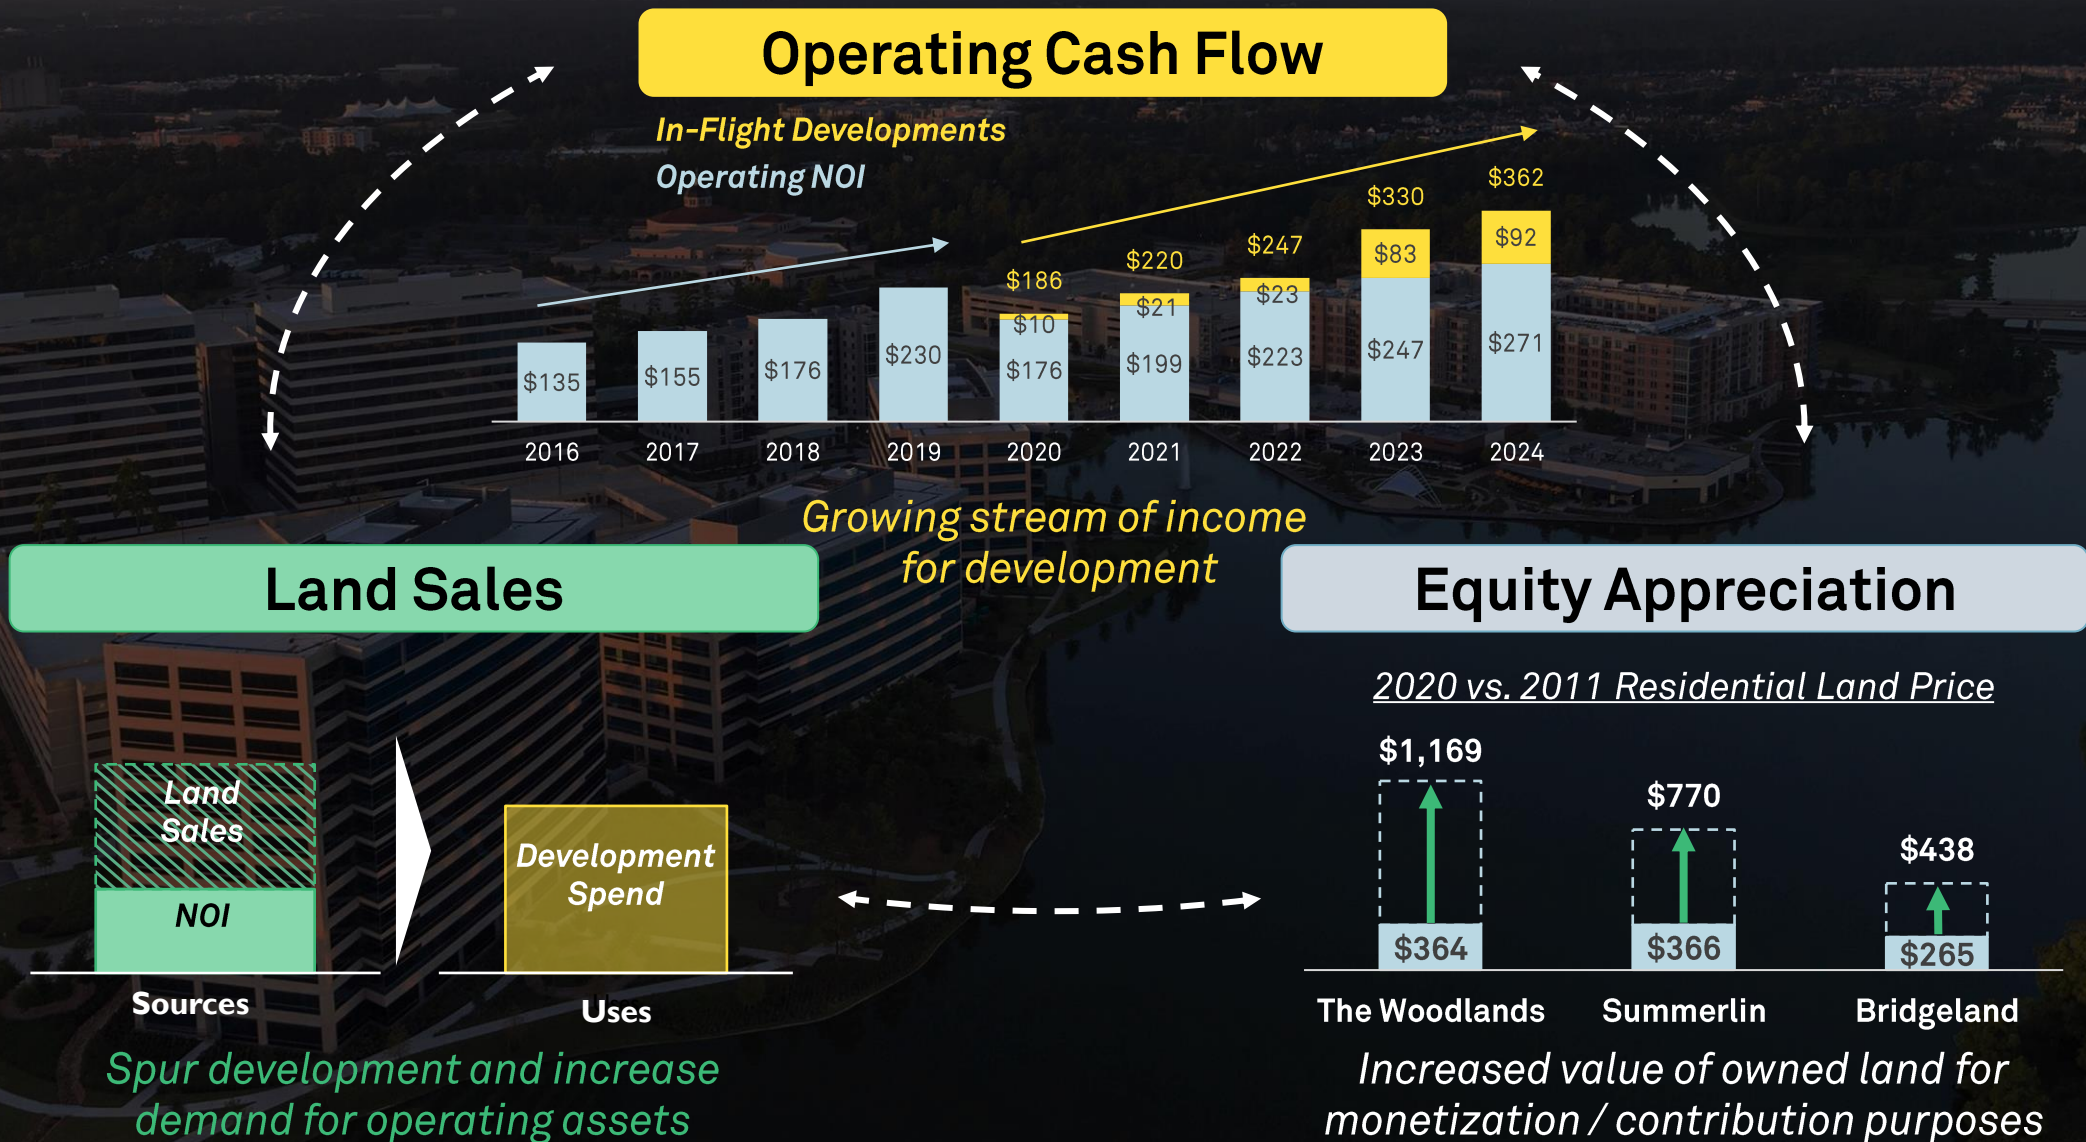 Operating Cash Flow
In-Flight Developments
Operating NOI
$362
$330
$92
$247
$83
$220
$186
$23
$21
$10
$135
$155
$176
$230
$176
$199
$223
$247
$271
2016
2017
2018
2019
2020
2021
2022
2023
2024
Growing stream of income
for development
Land Sales
Land
Sales
NOI
Development
Spend
Sources
Uses
Spur development and increase
demand for operating assets
Equity Appreciation
2020 vs. 2011 Residential Land Price
$1,169
$770
$438
$364
$366
$265
The Woodlands
Summerlin
Bridgeland
Increased value of owned land for
monetization / contribution purposes